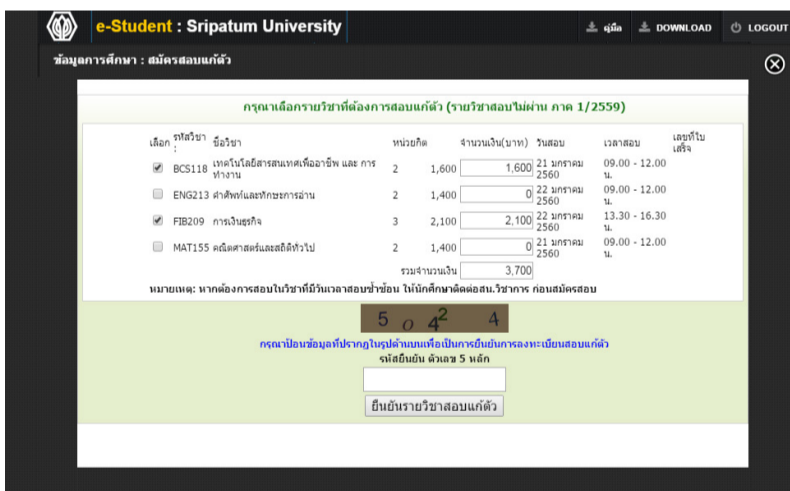 e-Student : Sripatum University
คู่มือ DOWNLOAD LOGOUT
ข้อมูลการศึกษา : สมัครสอบแก้ตัว
กรุณาเลือกรายวิชาที่ต้องการสอบแก้ตัว (รายวิชาสอบไม่ผ่าน ภาค 1/2559)
เลือก รหัสวิชา : ชื่อวิชา หน่วยกิต จำนวนเงิน(บาท) วันสอบ เวลาสอบ เลขที่ใบเสร็จ
BCS118 เทคโนโลยีสารสนเทศเพื่ออาชีพ และ การทำงาน 2 1,600 1,600 21 มกราคม 2560 09.00 - 12.00 น.
ENG213 คำศัพท์และทักษะการอ่าน 2 1,400 0 22 มกราคม 2560 09.00 - 12.00 น.
FIB209 การเงินธุรกิจ 3 2,100 2,100 22 มกราคม 2560 13.30 - 16.30 น.
MAT155 คณิตศาสตร์และสถิติทั่วไป 2 1,400 0 21 มกราคม 2560 09.00 - 12.00 น.
รวมจำนวนเงิน 3,700
หมายเหตุ: หากต้องการสอบในวิชาที่มีวันเวลาสอบซ้ำซ้อน ให้นักศึกษาติดต่อสน.วิชาการ ก่อนสมัครสอบ
5 0 4 2 4
กรุณาป้อนข้อมูลที่ปรากฏในรูปด้านบนเพื่อเป็นการยืนยันการลงทะเบียนสอบแก้ตัว
รหัสยืนยัน ตัวเลข 5 หลัก
ยืนยันรายวิชาสอบแก้ตัว